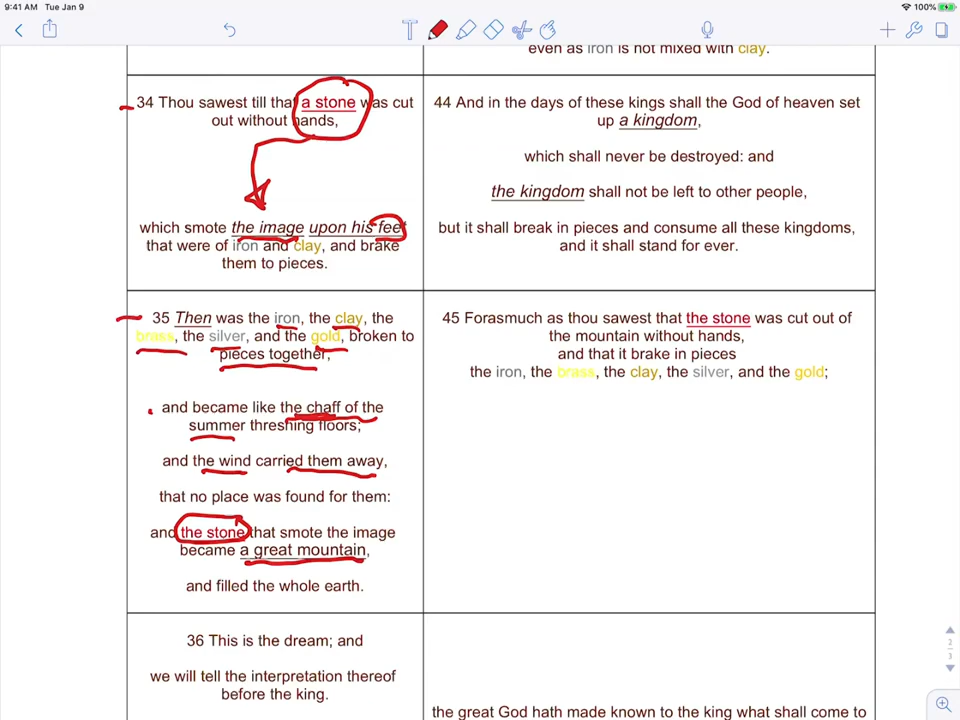 9:41 AM Tue Jan 9
100%
even as iron is not mixed with clay.
34 Thou sawest till that a stone was cut
out without hands,
which smote the image upon his feet
that were of iron and clay, and brake
them to pieces.
44 And in the days of these kings shall the God of heaven set
up a kingdom,
which shall never be destroyed: and
the kingdom shall not be left to other people,
but it shall break in pieces and consume all these kingdoms,
and it shall stand for ever.
35 Then was the iron, the clay, the
brass, the silver, and the gold, broken to
pieces together,
and became like the chaff of the
summer threshing floors;
and the wind carried them away,
that no place was found for them:
and the stone that smote the image
became a great mountain,
and filled the whole earth.
45 Forasmuch as thou sawest that the stone was cut out of
the mountain without hands,
and that it brake in pieces
the iron, the brass, the clay, the silver, and the gold;
36 This is the dream; and
we will tell the interpretation thereof
before the king.
the great God hath made known to the king what shall come to
2
3